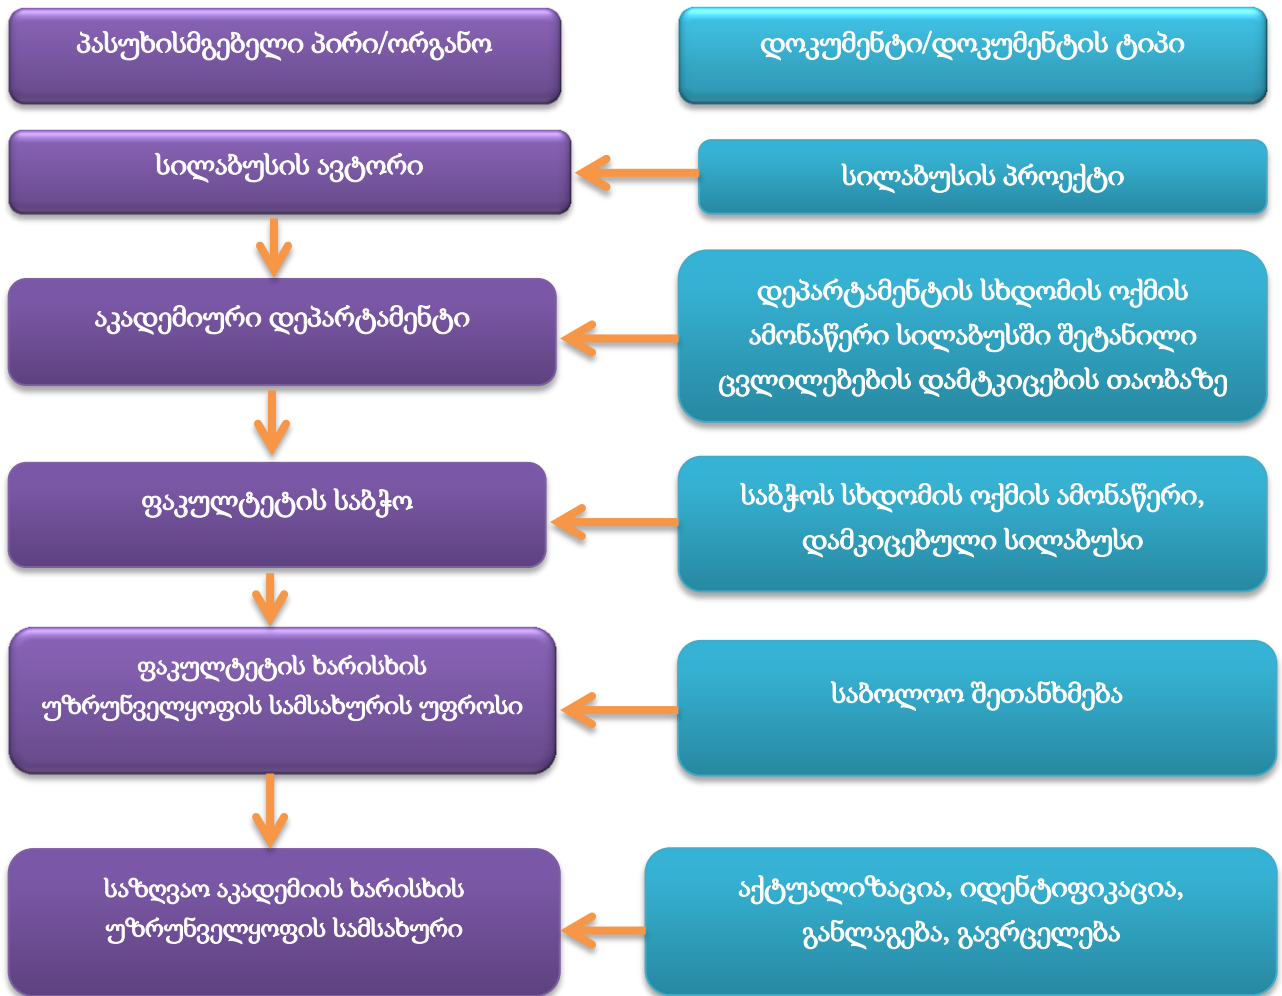 პასუხისმგებელი პირი/ორგანო
დოკუმენტი/დოკუმენტის ტიპი
სილაბუსის ავტორი
სილაბუსის პროექტი
აკადემიური დეპარტამენტი
დეპარტამენტის სხდომის ოქმის
ამონაწერი სილაბუსში შეტანილი
ცვლილებების დამტკიცების თაობაზე
ფაკულტეტის საბჭო
საბჭოს სხდომის ოქმის ამონაწერი,
დამკიცებული სილაბუსი
ფაკულტეტის ხარისხის
უზრუნველყოფის სამსახურის უფროსი
საბოლოო შეთანხმება
საზღვაო აკადემიის ხარისხის
უზრუნველყოფის სამსახური
აქტუალიზაცია, იდენტიფიკაცია,
განლაგება, გავრცელება